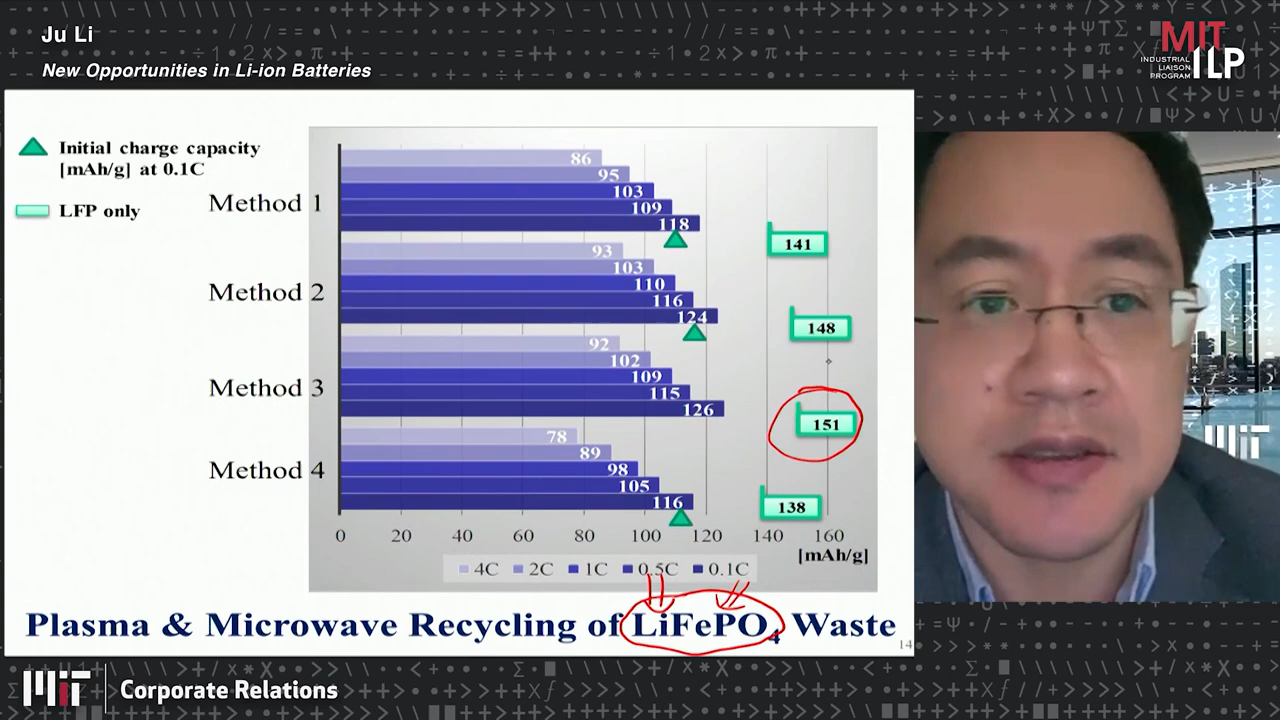 Ju Li
New Opportunities in Li-ion Batteries
MIT
INDUSTRIAL
LIAISON
PROGRAM
ILP
Initial charge capacity
[mAh/g] at 0.1C
LFP only
Method 1
86
95
103
109
118
141
Method 2
93
103
110
116
124
148
Method 3
92
102
109
115
126
151
Method 4
78
89
98
105
116
138
0 20 40 60 80 100 120 140 160
[mAh/g]
4C 2C 1C 0.5C 0.1C
Plasma & Microwave Recycling of LiFePO₄ Waste
14
MIT
MIT Corporate Relations